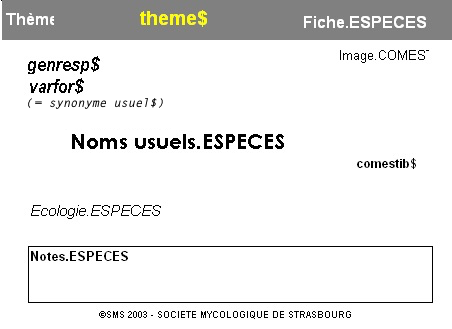 Thème theme$ Fiche.ESPECES
Image.COMEST
genresp$
varfor$
(= synonyme usuel$)
Noms usuels.ESPECES
comestib$
Ecologie.ESPECES
Notes.ESPECES
©SMS 2003 - SOCIETE MYCOLOGIQUE DE STRASBOURG